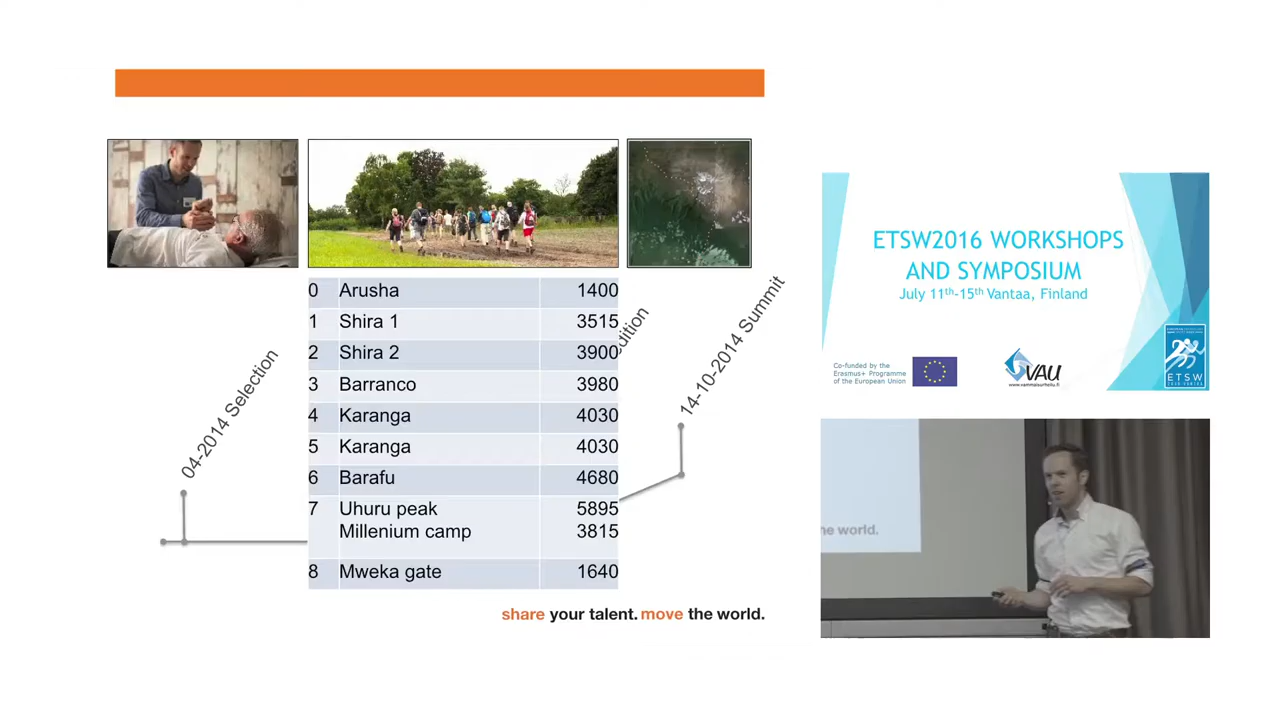 04-2014 Selection
0 Arusha 1400
1 Shira 1 3515
2 Shira 2 3900
3 Barranco 3980
4 Karanga 4030
5 Karanga 4030
6 Barafu 4680
7 Uhuru peak 5895
Millenium camp 3815
8 Mweka gate 1640
14-10-2014 Summit
share your talent. move the world.
ETSW2016 WORKSHOPS
AND SYMPOSIUM
July 11th-15th Vantaa, Finland
Co-funded by the
Erasmus+ Programme
of the European Union
VAU
www.vammaisurheilu.fi
ETSW
he world.